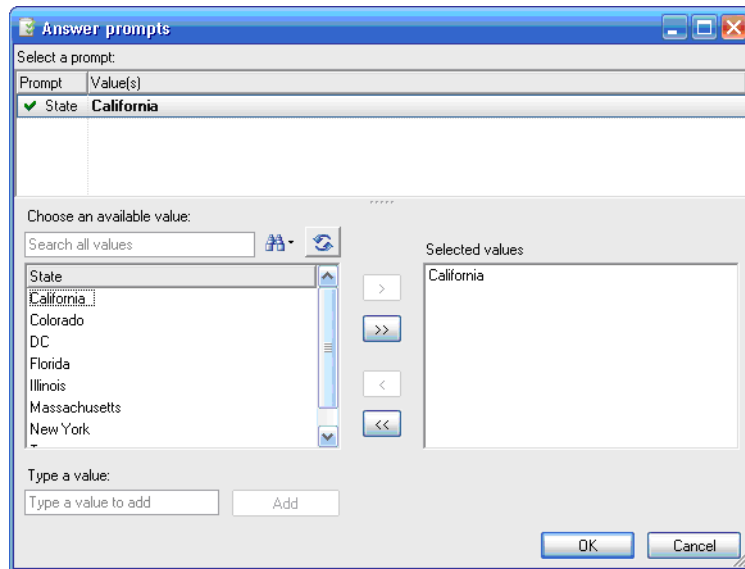 Answer prompts
Select a prompt:
Prompt Value(s)
State California
Choose an available value:
Search all values
Selected values
State
California
California
Colorado
DC
Florida
Illinois
Massachusetts
New York
>
>>
<
<<
Type a value:
Type a value to add
Add
OK
Cancel